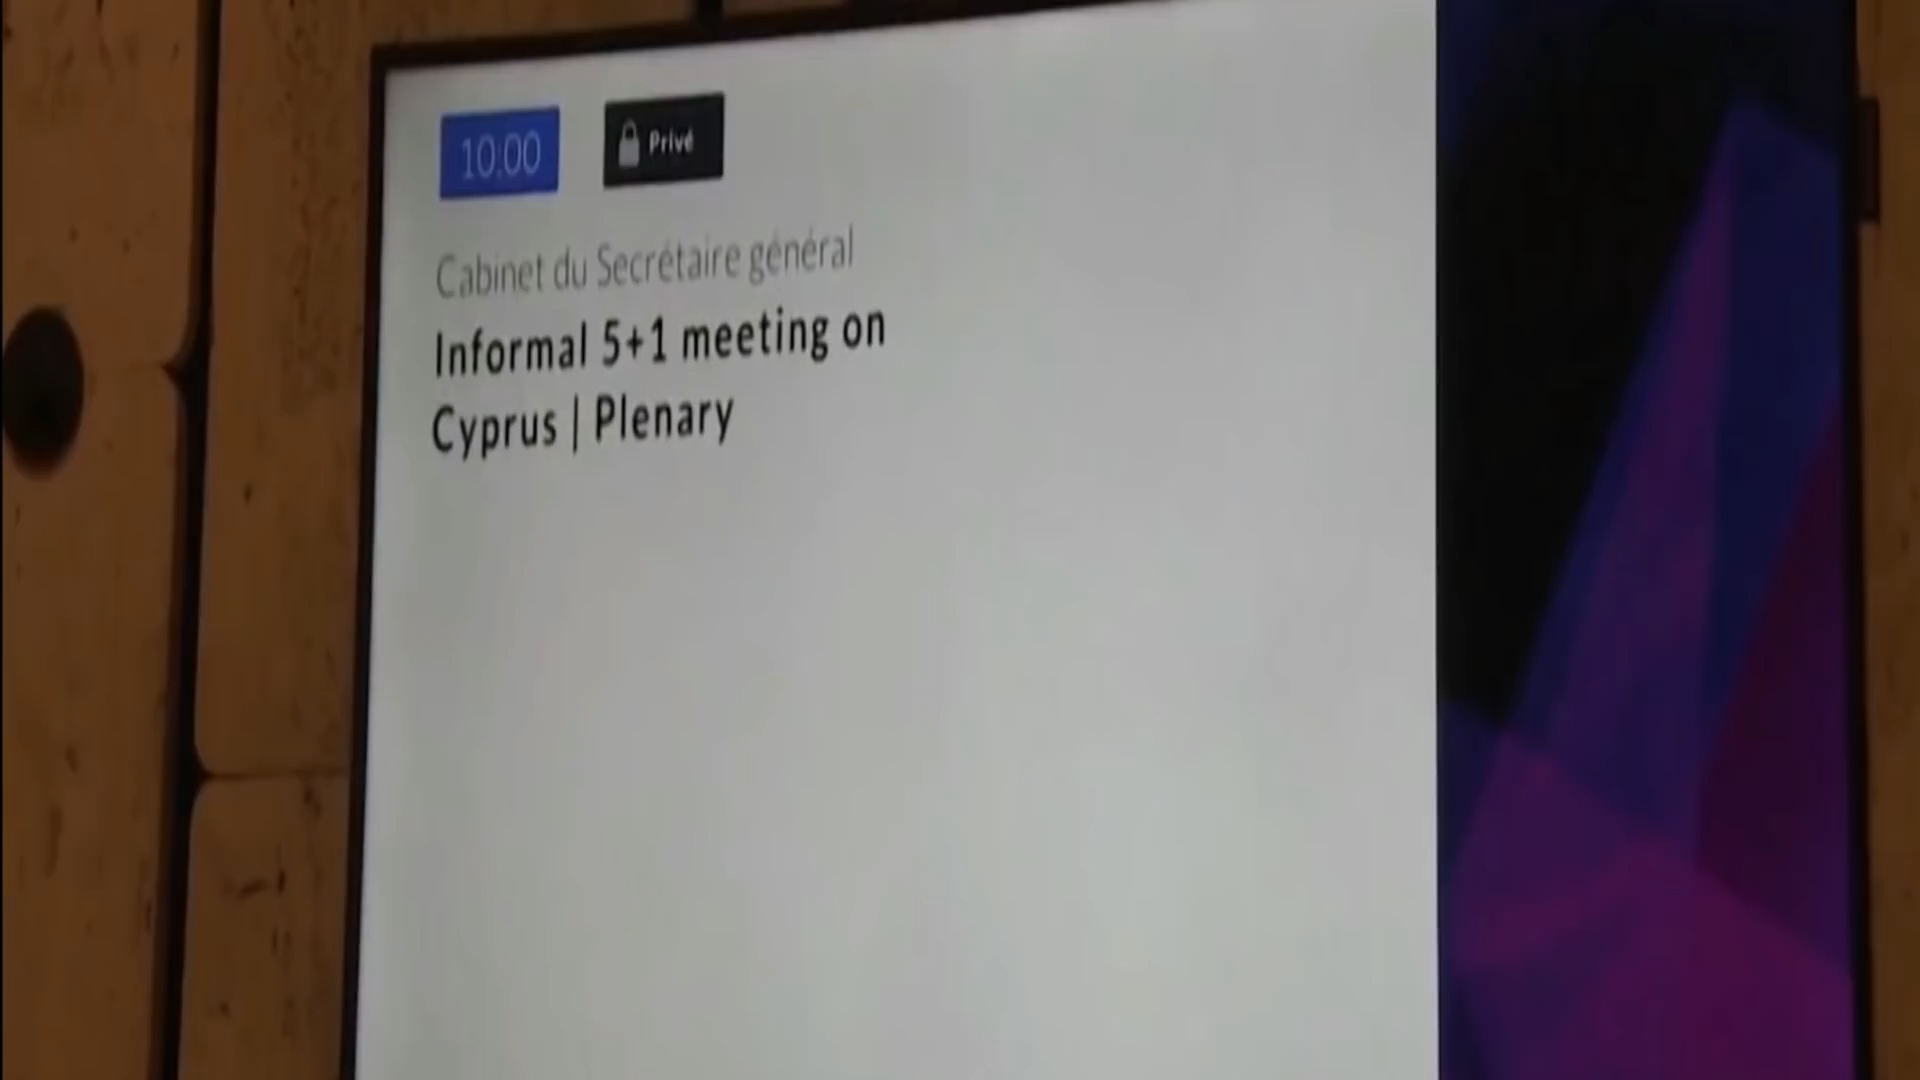 10:00
Privé
Cabinet du Secrétaire général
Informal 5+1 meeting on
Cyprus | Plenary